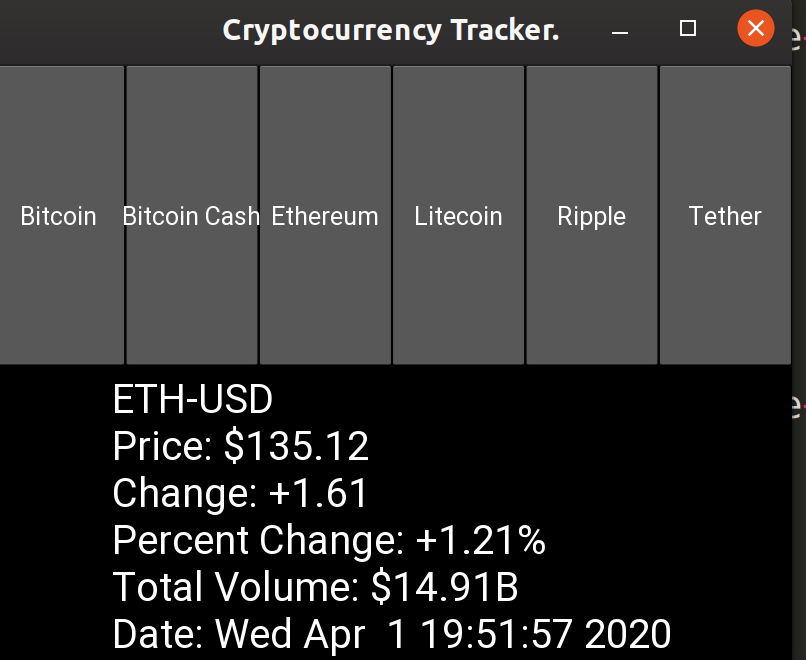 Cryptocurrency Tracker.
Bitcoin Bitcoin Cash Ethereum Litecoin Ripple Tether
ETH-USD
Price: $135.12
Change: +1.61
Percent Change: +1.21%
Total Volume: $14.91B
Date: Wed Apr  1 19:51:57 2020